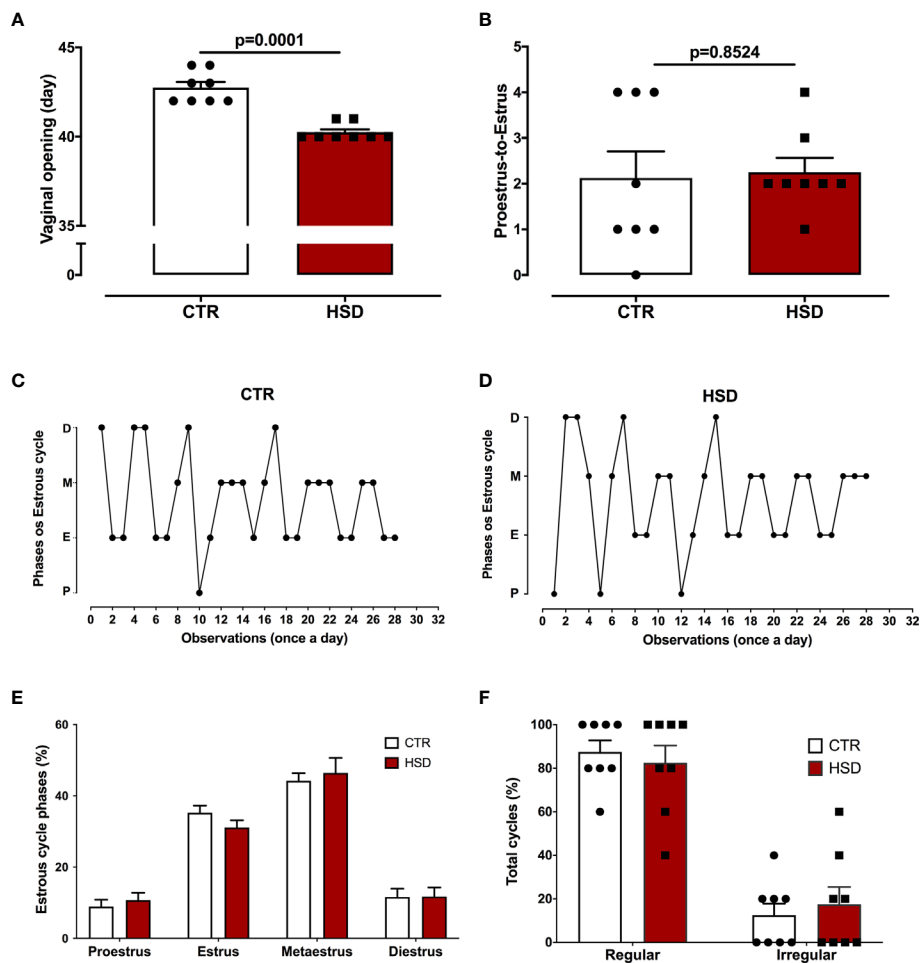 A
p=0.0001
Vaginal opening (day)
45
40
35
0
CTR HSD
B
p=0.8524
Proestrus-to-Estrus
5
4
3
2
1
0
CTR HSD
C
CTR
Phases os Estrous cycle
D
M
E
P
0 2 4 6 8 10 12 14 16 18 20 22 24 26 28 30 32
Observations (once a day)
D
HSD
Phases os Estrous cycle
D
M
E
P
0 2 4 6 8 10 12 14 16 18 20 22 24 26 28 30 32
Observations (once a day)
E
Estrous cycle phases (%)
60
40
20
0
CTR
HSD
Proestrus Estrus Metaestrus Diestrus
F
Total cycles (%)
100
80
60
40
20
0
CTR
HSD
Regular Irregular